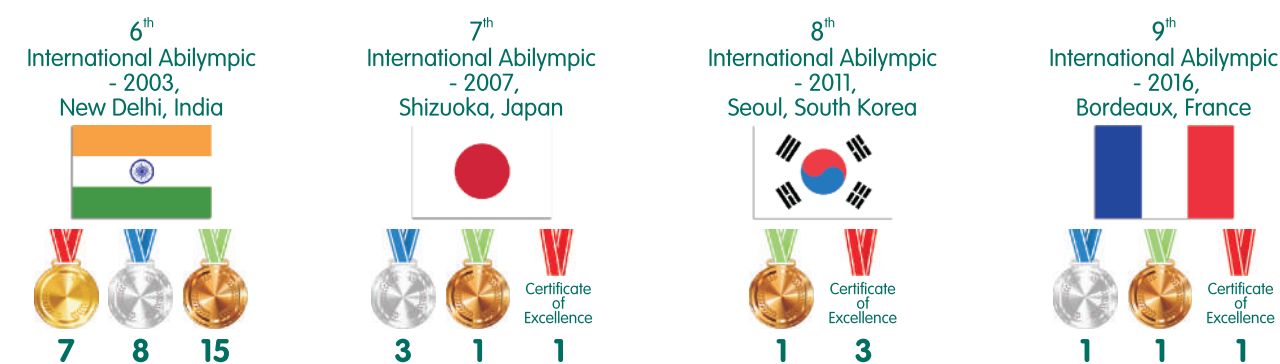 6th
International Abilympic
- 2003,
New Delhi, India
7 8 15
7th
International Abilympic
- 2007,
Shizuoka, Japan
Certificate
of
Excellence
3 1 1
8th
International Abilympic
- 2011,
Seoul, South Korea
Certificate
of
Excellence
1 3
9th
International Abilympic
- 2016,
Bordeaux, France
Certificate
of
Excellence
1 1 1